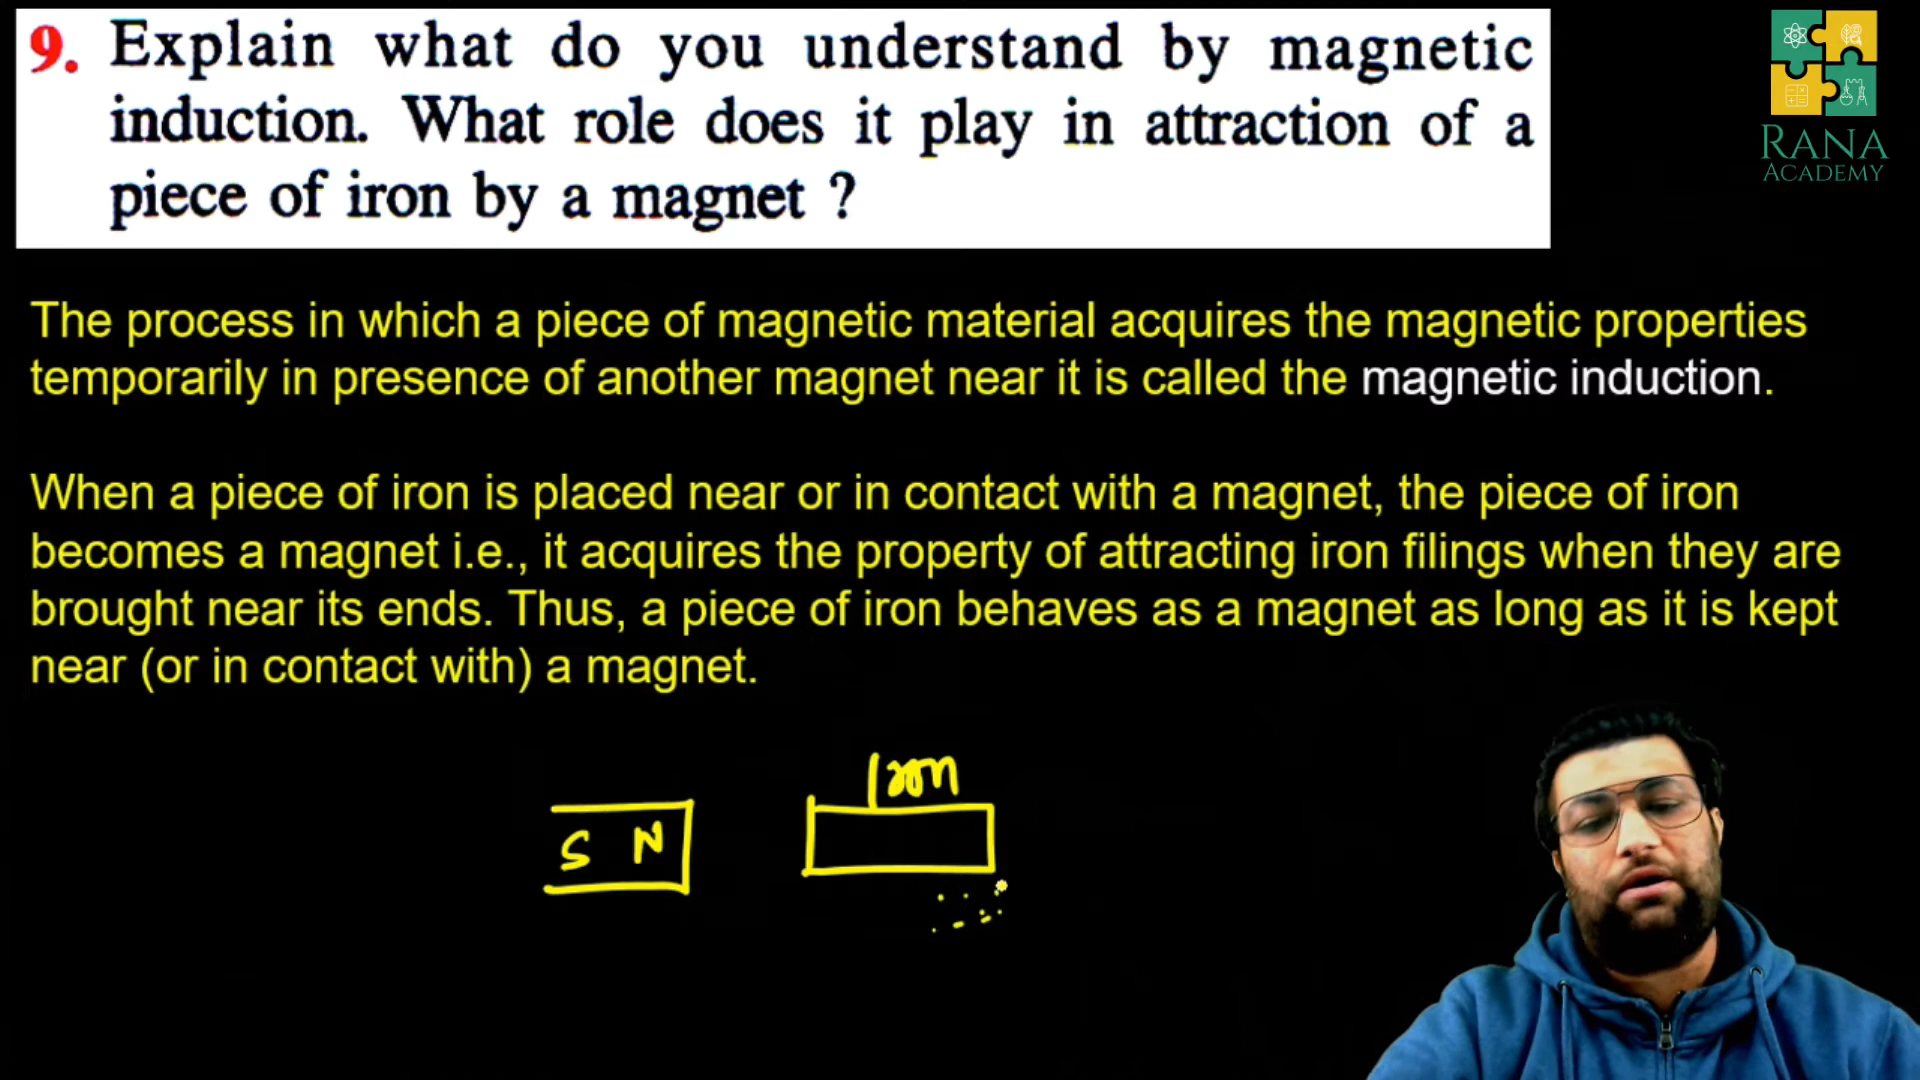 9. Explain what do you understand by magnetic
induction. What role does it play in attraction of a
piece of iron by a magnet ?
RANA
ACADEMY
The process in which a piece of magnetic material acquires the magnetic properties
temporarily in presence of another magnet near it is called the magnetic induction.
When a piece of iron is placed near or in contact with a magnet, the piece of iron
becomes a magnet i.e., it acquires the property of attracting iron filings when they are
brought near its ends. Thus, a piece of iron behaves as a magnet as long as it is kept
near (or in contact with) a magnet.
Iron
S N